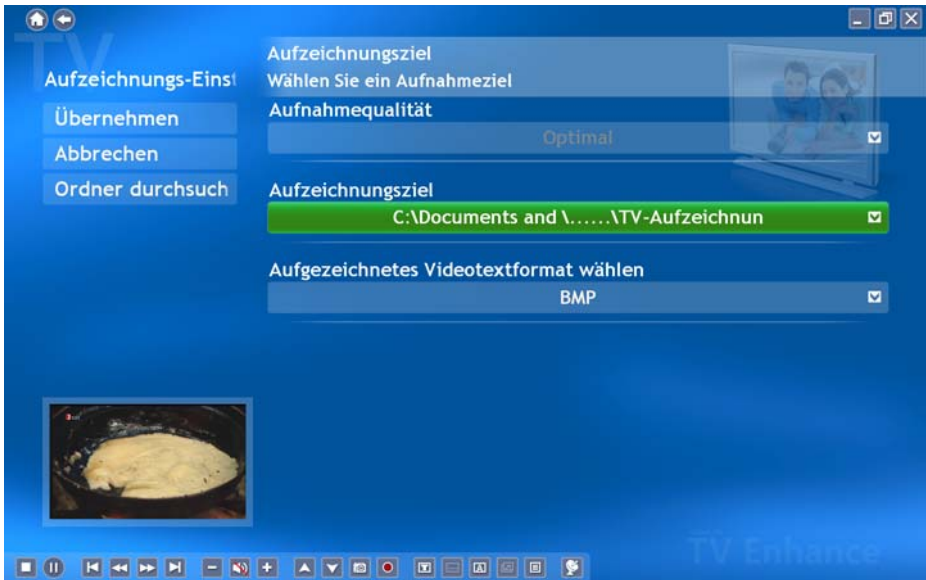 TV
Aufzeichnungs-Einst
Übernehmen
Abbrechen
Ordner durchsuch
Aufzeichnungsziel
Wählen Sie ein Aufnahmeziel
Aufnahmequalität
Optimal
Aufzeichnungsziel
C:\Documents and \......\TV-Aufzeichnun
Aufgezeichnetes Videotextformat wählen
BMP
TV Enhance